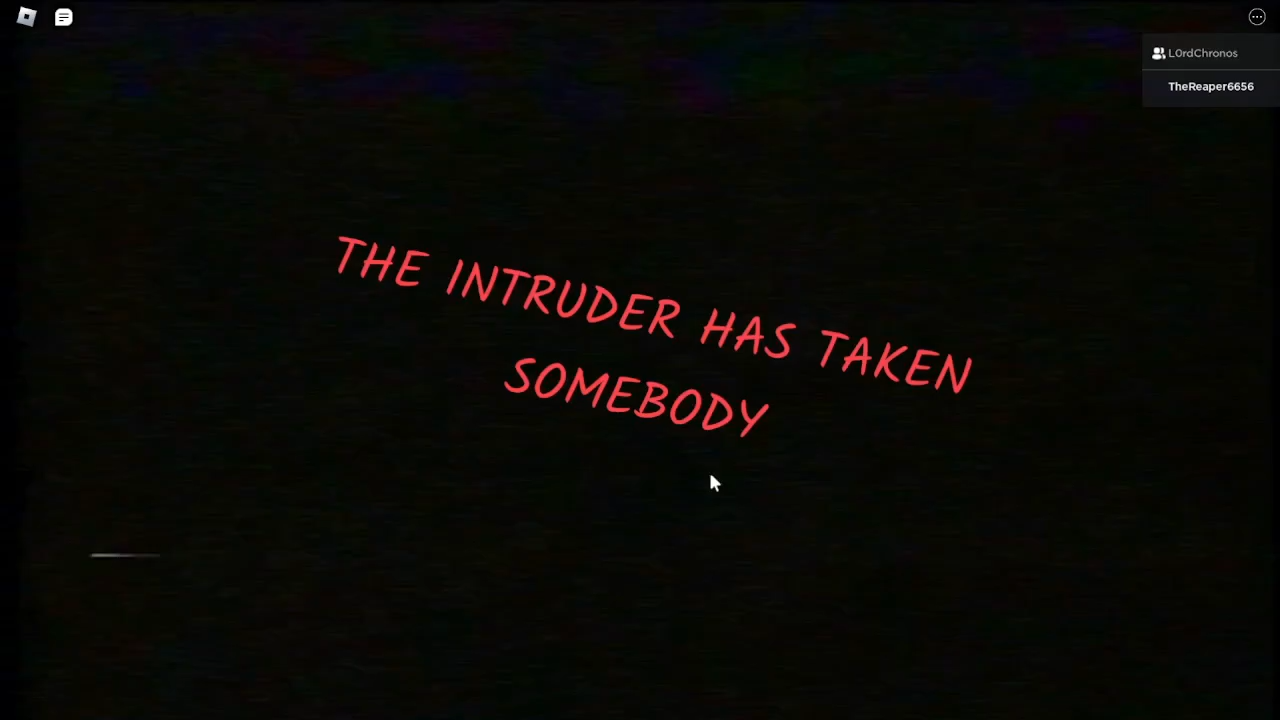 L0rdChronos
TheReaper6656
THE INTRUDER HAS TAKEN
SOMEBODY